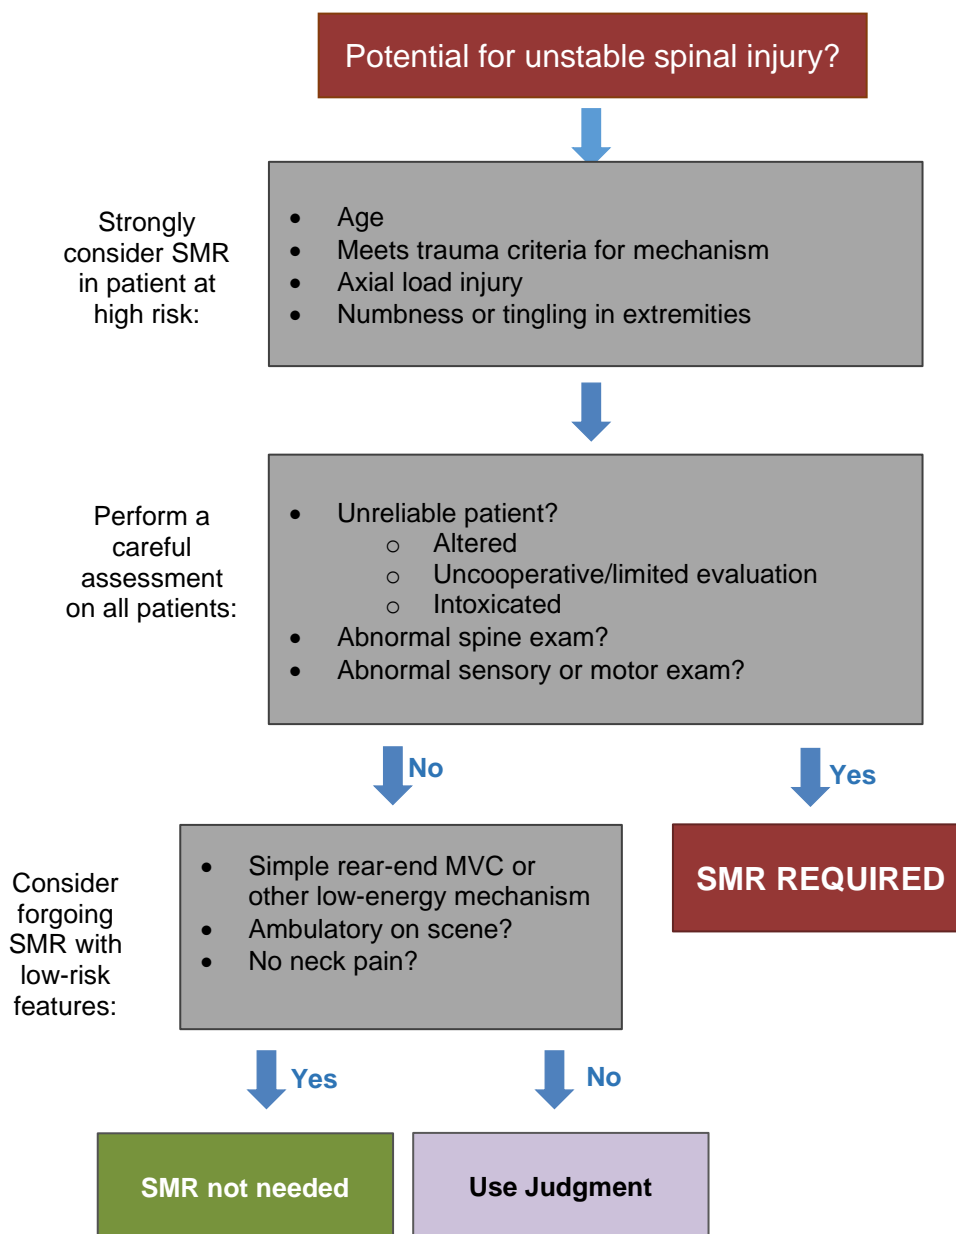 Potential for unstable spinal injury?
Strongly
consider SMR
in patient at
high risk:
• Age
• Meets trauma criteria for mechanism
• Axial load injury
• Numbness or tingling in extremities
Perform a
careful
assessment
on all patients:
• Unreliable patient?
o Altered
o Uncooperative/limited evaluation
o Intoxicated
• Abnormal spine exam?
• Abnormal sensory or motor exam?
No
Yes
Consider
forgoing
SMR with
low-risk
features:
• Simple rear-end MVC or
other low-energy mechanism
• Ambulatory on scene?
• No neck pain?
SMR REQUIRED
Yes
No
SMR not needed
Use Judgment